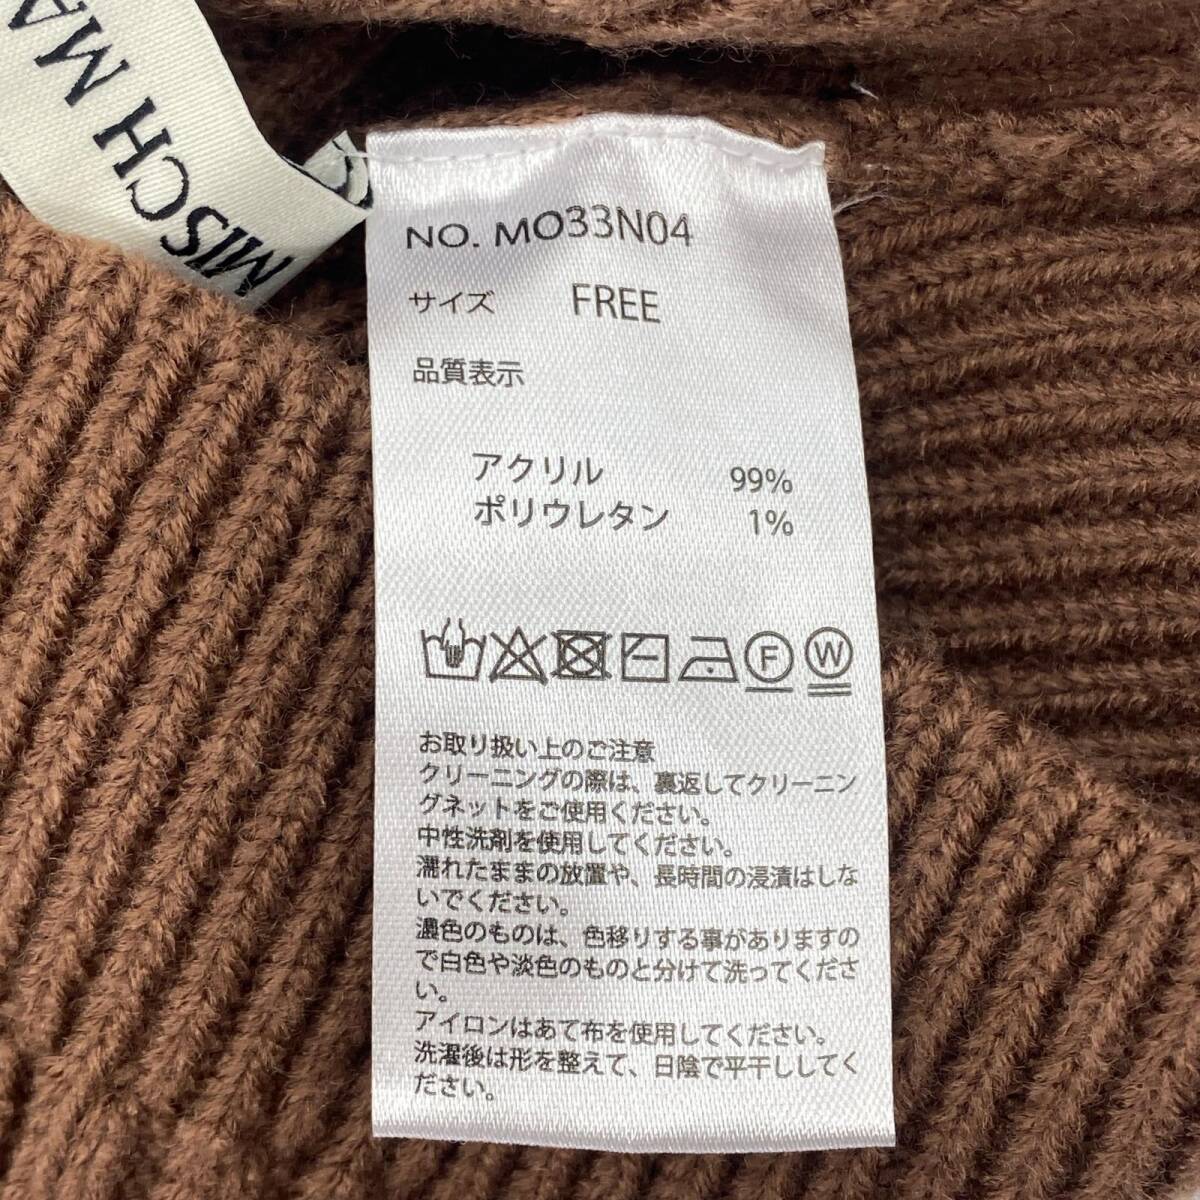 MISCH MA
NO. MO33N04
サイズ FREE
品質表示
アクリル 99%
ポリウレタン 1%
F W
お取り扱い上のご注意
クリーニングの際は、裏返してクリーニン
グネットをご使用ください。
中性洗剤を使用してください。
濡れたままの放置や、長時間の浸漬はしな
いでください。
濃色のものは、色移りする事がありますの
で白色や淡色のものと分けて洗ってくださ
い。
アイロンはあて布を使用してください。
洗濯後は形を整えて、日陰で平干ししてく
ださい。